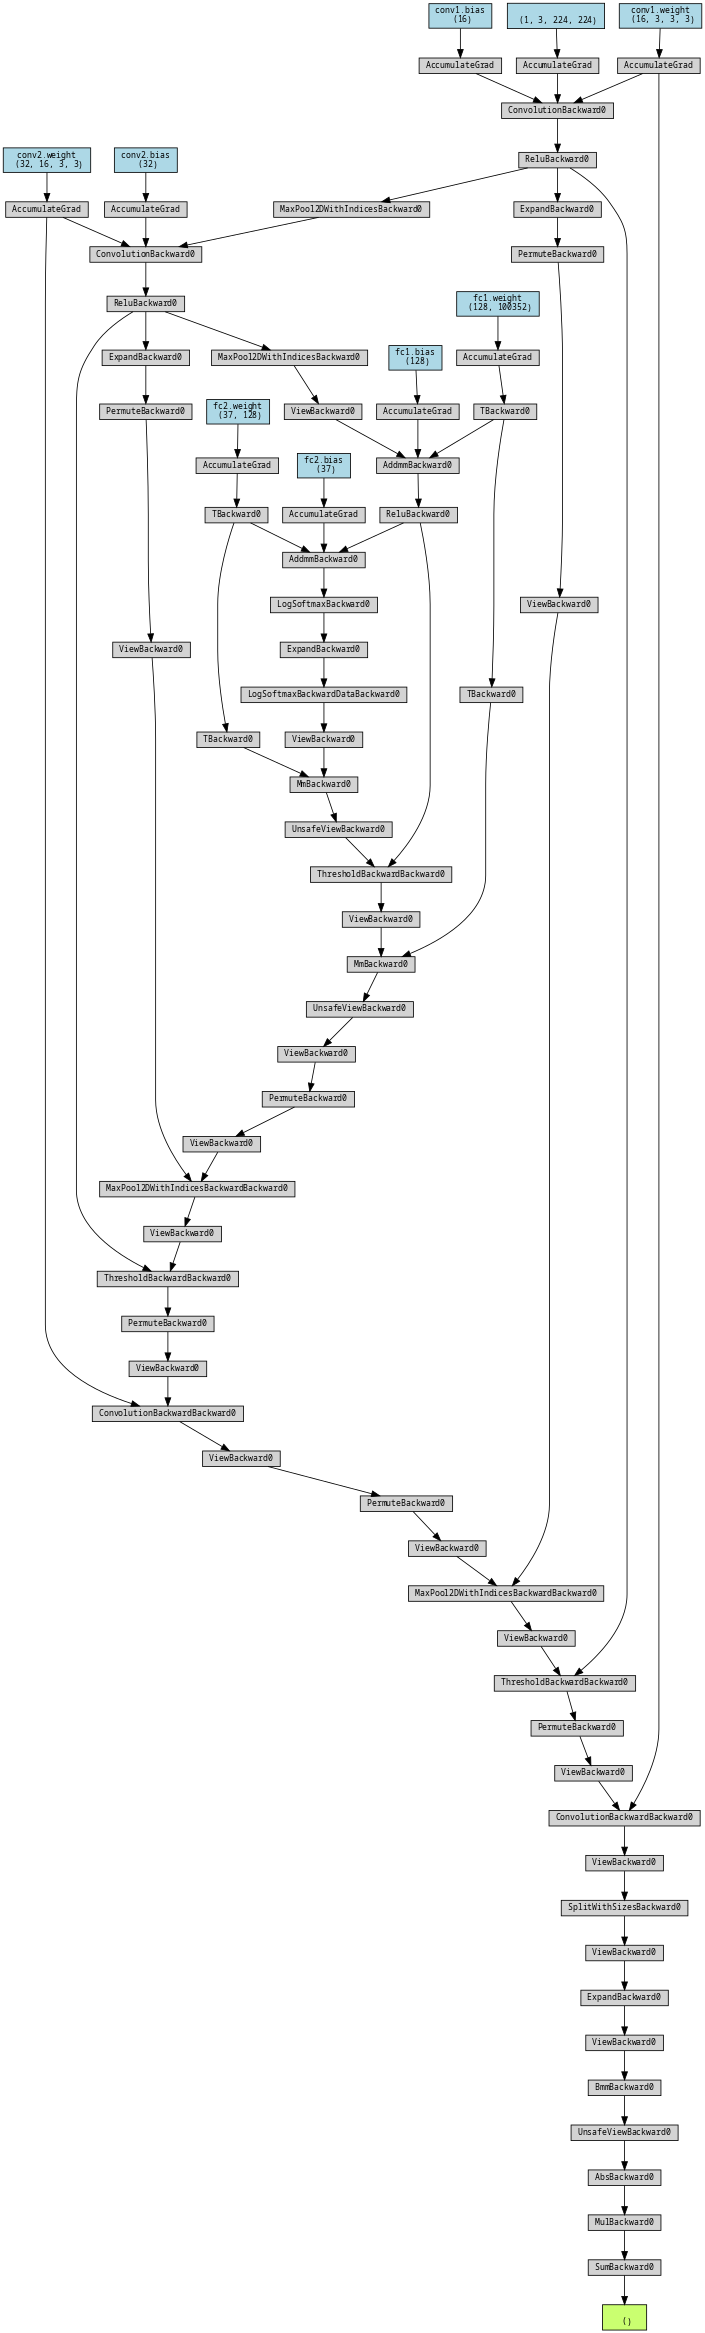 conv1.bias
(16)
(1, 3, 224, 224)
conv1.weight
(16, 3, 3, 3)
AccumulateGrad
AccumulateGrad
AccumulateGrad
ConvolutionBackward0
conv2.weight
(32, 16, 3, 3)
conv2.bias
(32)
ReluBackward0
AccumulateGrad
AccumulateGrad
MaxPool2DWithIndicesBackward0
ExpandBackward0
ConvolutionBackward0
PermuteBackward0
ReluBackward0
fc1.weight
(128, 100352)
ExpandBackward0
MaxPool2DWithIndicesBackward0
fc1.bias
(128)
AccumulateGrad
PermuteBackward0
fc2.weight
(37, 128)
ViewBackward0
AccumulateGrad
TBackward0
AccumulateGrad
fc2.bias
(37)
AddmmBackward0
TBackward0
AccumulateGrad
ReluBackward0
AddmmBackward0
LogSoftmaxBackward0
ViewBackward0
ViewBackward0
ExpandBackward0
LogSoftmaxBackwardDataBackward0
TBackward0
TBackward0
ViewBackward0
MmBackward0
UnsafeViewBackward0
ThresholdBackwardBackward0
ViewBackward0
MmBackward0
UnsafeViewBackward0
ViewBackward0
PermuteBackward0
ViewBackward0
MaxPool2DWithIndicesBackwardBackward0
ViewBackward0
ThresholdBackwardBackward0
PermuteBackward0
ViewBackward0
ConvolutionBackwardBackward0
ViewBackward0
PermuteBackward0
ViewBackward0
MaxPool2DWithIndicesBackwardBackward0
ViewBackward0
ThresholdBackwardBackward0
PermuteBackward0
ViewBackward0
ConvolutionBackwardBackward0
ViewBackward0
SplitWithSizesBackward0
ViewBackward0
ExpandBackward0
ViewBackward0
BmmBackward0
UnsafeViewBackward0
AbsBackward0
MulBackward0
SumBackward0
()